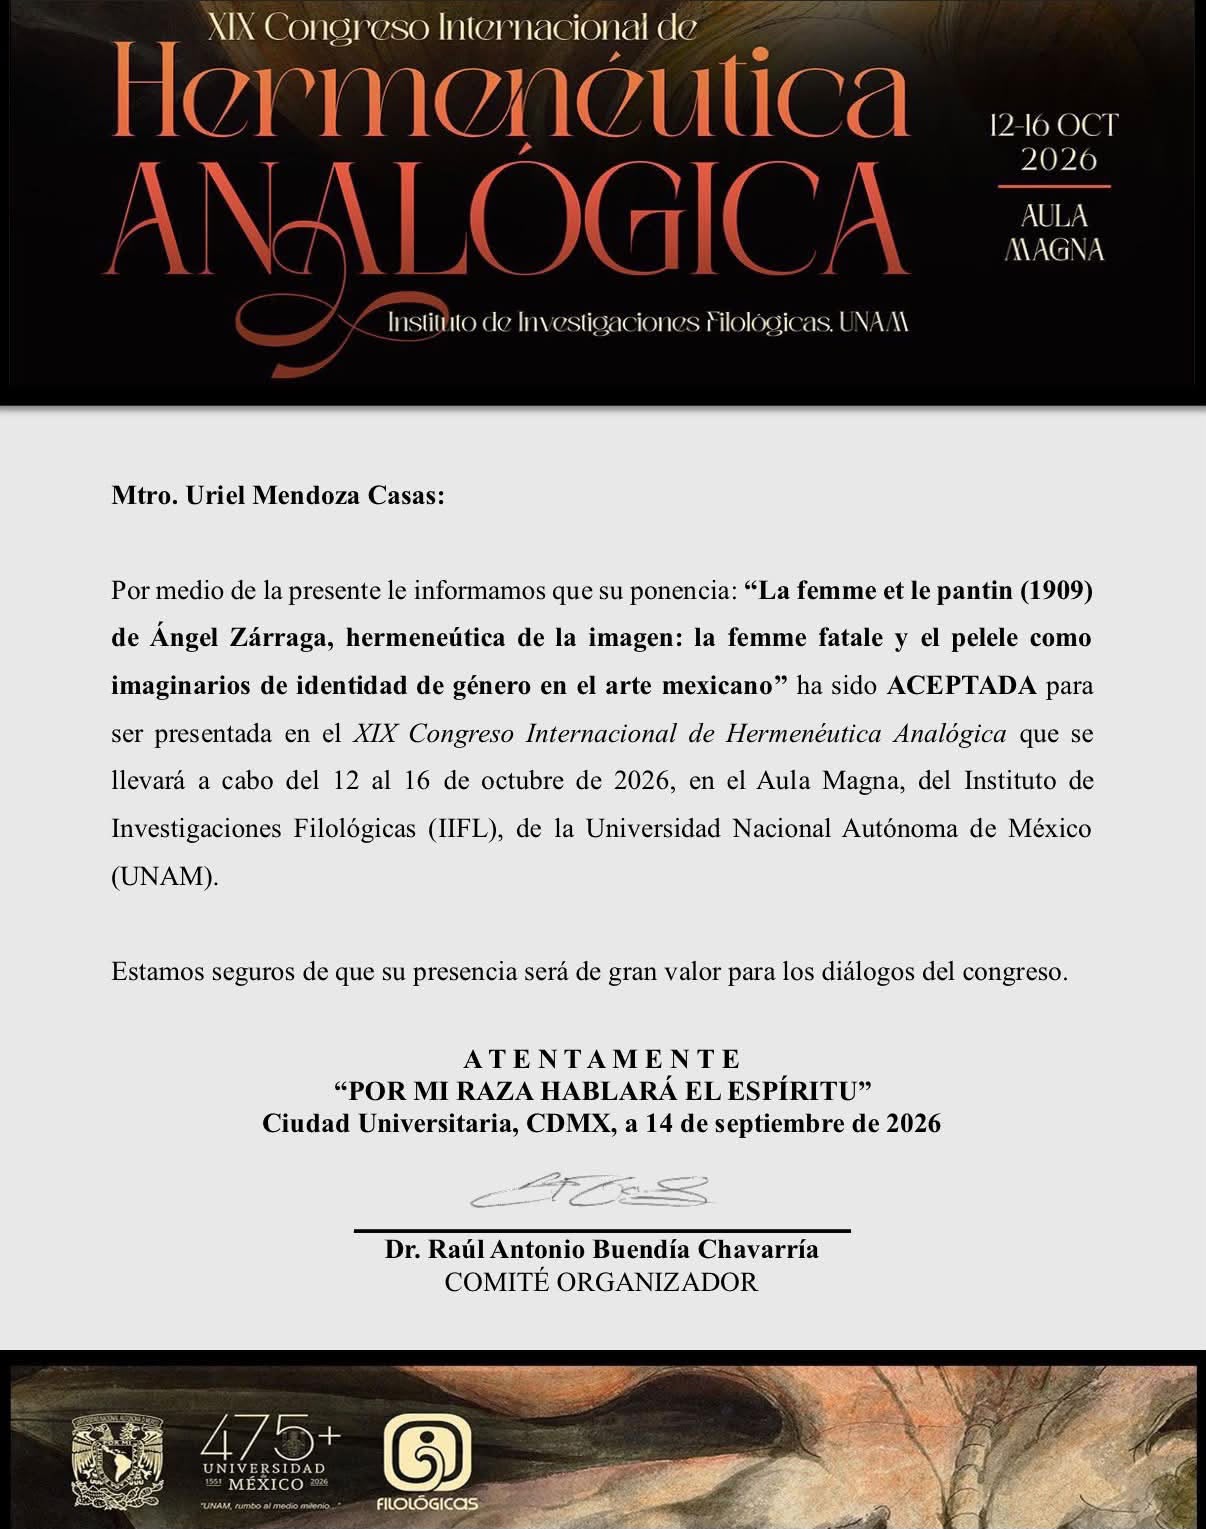 XIX Congreso Internacional de
Hermenéutica
ANALÓGICA
12-16 OCT
2026
AULA
MAGNA
Instituto de Investigaciones Filológicas. UNAM
Mtro. Uriel Mendoza Casas:
Por medio de la presente le informamos que su ponencia: “La femme et le pantin (1909)
de Ángel Zárraga, hermeneútica de la imagen: la femme fatale y el pelele como
imaginarios de identidad de género en el arte mexicano” ha sido ACEPTADA para
ser presentada en el XIX Congreso Internacional de Hermenéutica Analógica que se
llevará a cabo del 12 al 16 de octubre de 2026, en el Aula Magna, del Instituto de
Investigaciones Filológicas (IIFL), de la Universidad Nacional Autónoma de México
(UNAM).
Estamos seguros de que su presencia será de gran valor para los diálogos del congreso.
A T E N T A M E N T E
“POR MI RAZA HABLARÁ EL ESPÍRITU”
Ciudad Universitaria, CDMX, a 14 de septiembre de 2026
Dr. Raúl Antonio Buendía Chavarría
COMITÉ ORGANIZADOR
475+
UNIVERSIDAD
1551 MÉXICO 2026
"UNAM, rumbo al medio milenio..."
FILOLÓGICAS